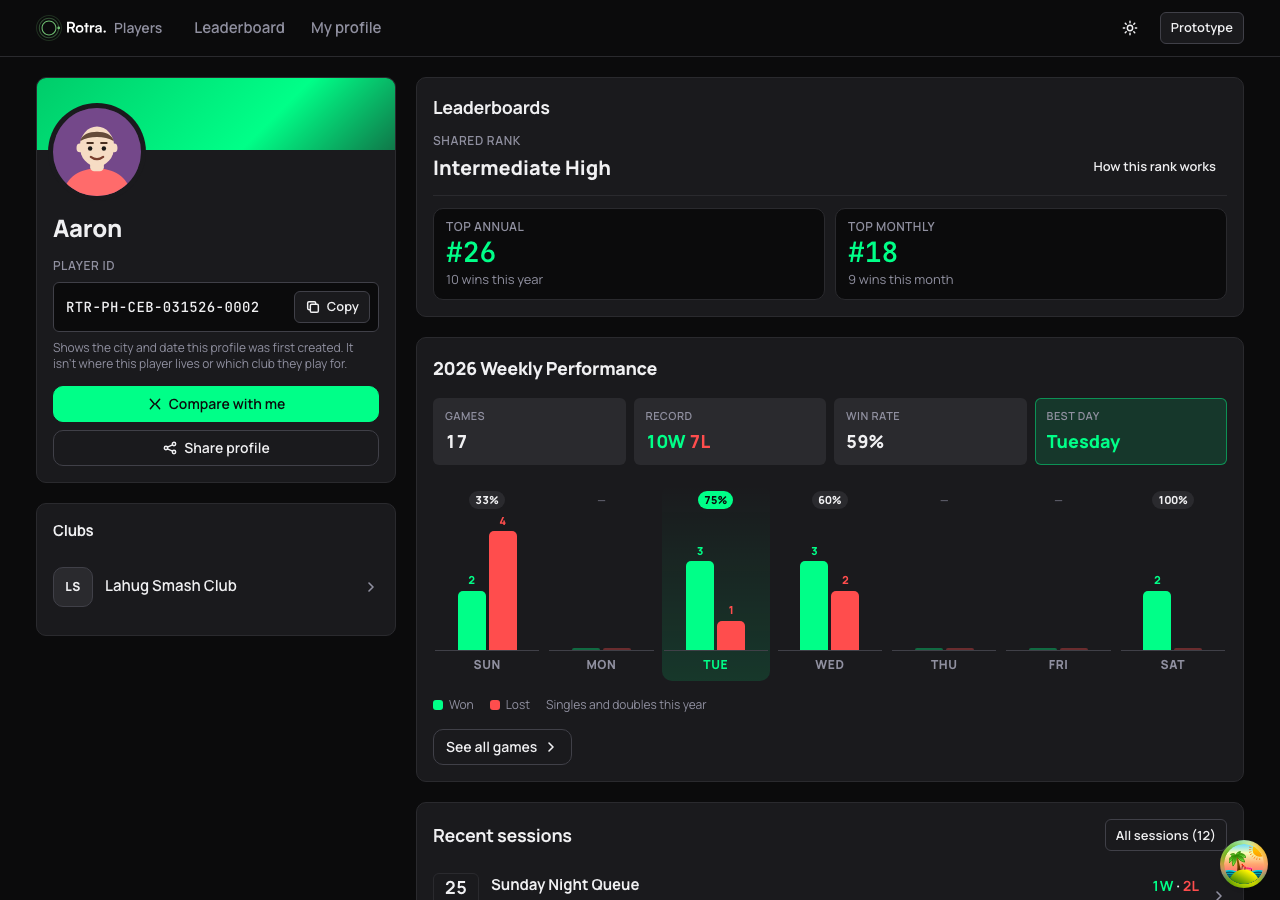 Rotra. Players Leaderboard My profile Prototype
Aaron
PLAYER ID
RTR-PH-CEB-031526-0002 Copy
Shows the city and date this profile was first created. It
isn't where this player lives or which club they play for.
Compare with me
Share profile
Clubs
LS Lahug Smash Club
Leaderboards
SHARED RANK
Intermediate High How this rank works
TOP ANNUAL
#26
10 wins this year
TOP MONTHLY
#18
9 wins this month
2026 Weekly Performance
GAMES
17
RECORD
10W 7L
WIN RATE
59%
BEST DAY
Tuesday
33% – 75% 60% – – 100%
2 4 3 1 3 2 2
SUN MON TUE WED THU FRI SAT
Won Lost Singles and doubles this year
See all games
Recent sessions All sessions (12)
25 Sunday Night Queue 1W · 2L